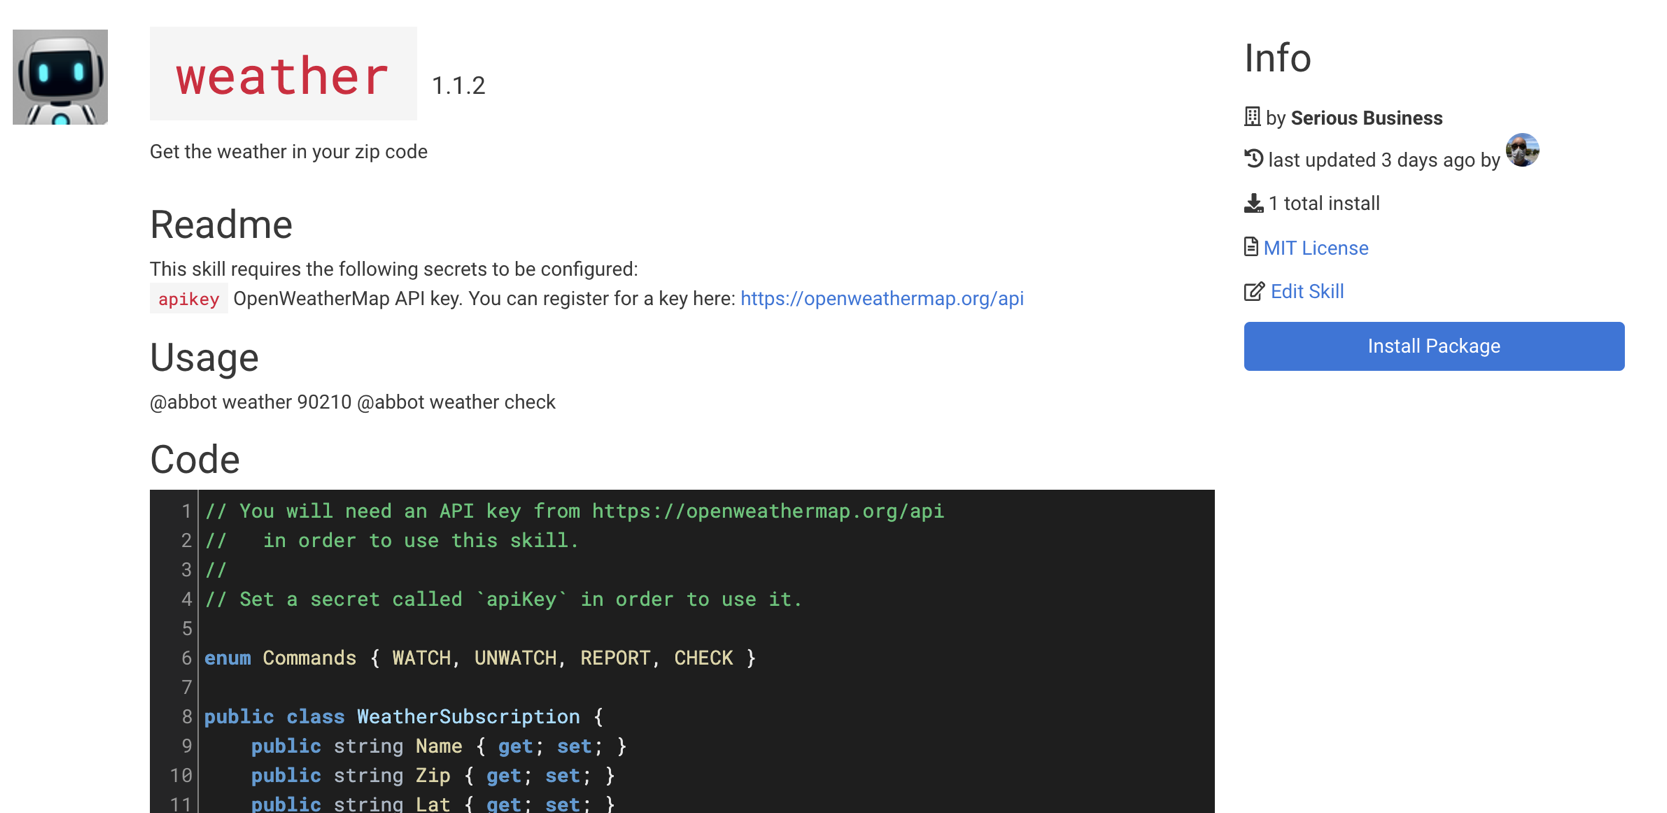 weather 1.1.2
Get the weather in your zip code
Readme
This skill requires the following secrets to be configured:
apikey OpenWeatherMap API key. You can register for a key here: https://openweathermap.org/api
Usage
@abbot weather 90210 @abbot weather check
Code
1 // You will need an API key from https://openweathermap.org/api
2 //   in order to use this skill.
3 //
4 // Set a secret called `apiKey` in order to use it.
5
6 enum Commands { WATCH, UNWATCH, REPORT, CHECK }
7
8 public class WeatherSubscription {
9     public string Name { get; set; }
10     public string Zip { get; set; }
11     public string Lat { get; set; }
Info
by Serious Business
last updated 3 days ago by
1 total install
MIT License
Edit Skill
Install Package